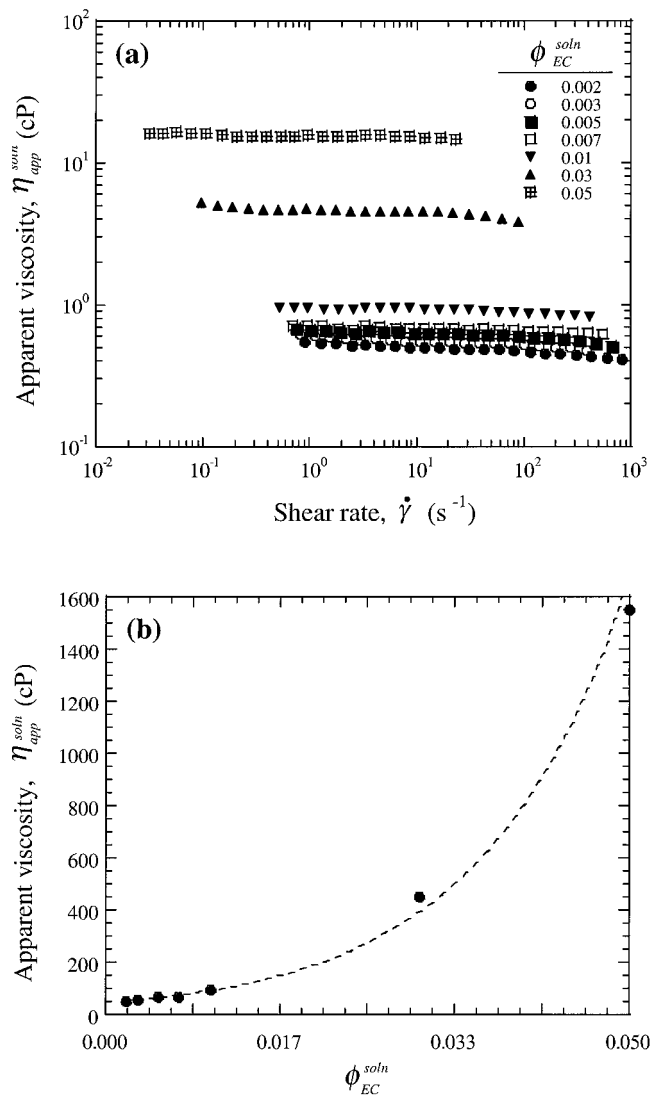 (a)
ϕ_EC^soln
0.002
0.003
0.005
0.007
0.01
0.03
0.05
10^2
10^1
10^0
10^-1
Apparent viscosity, η_app^soln (cP)
10^-2 10^-1 10^0 10^1 10^2 10^3
Shear rate, γ̇ (s^-1)
(b)
1600
1400
1200
1000
800
600
400
200
0
Apparent viscosity, η_app^soln (cP)
0.000 0.017 0.033 0.050
ϕ_EC^soln